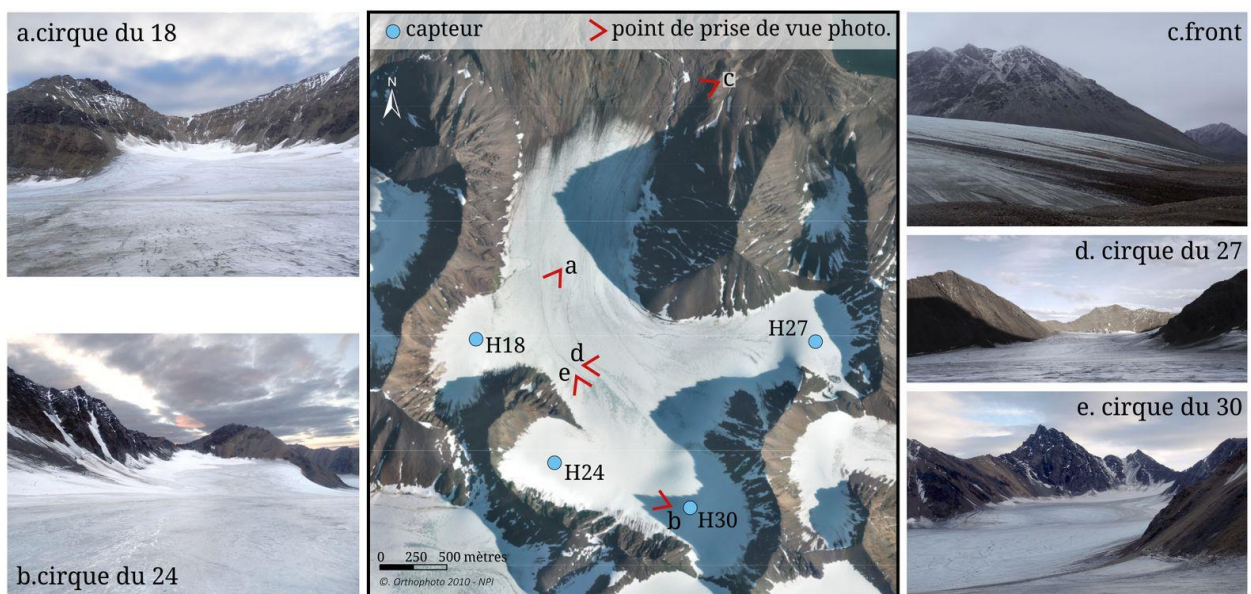 a.cirque du 18
b.cirque du 24
capteur
point de prise de vue photo.
N
c
a
H18
H27
d
e
H24
b
H30
0 250 500 mètres
©. Orthophoto 2010 - NPI
c.front
d. cirque du 27
e. cirque du 30